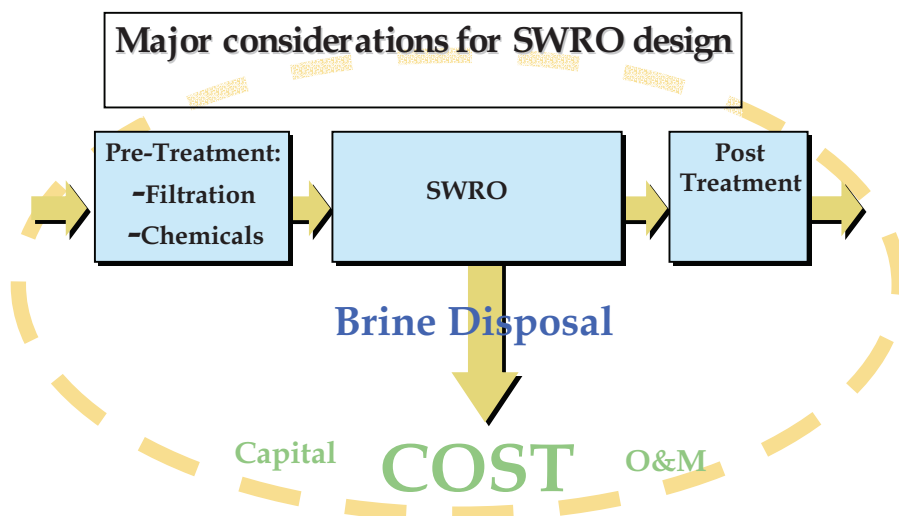 Major considerations for SWRO design
Pre-Treatment:
-Filtration
-Chemicals
SWRO
Post
Treatment
Brine Disposal
Capital
COST
O&M